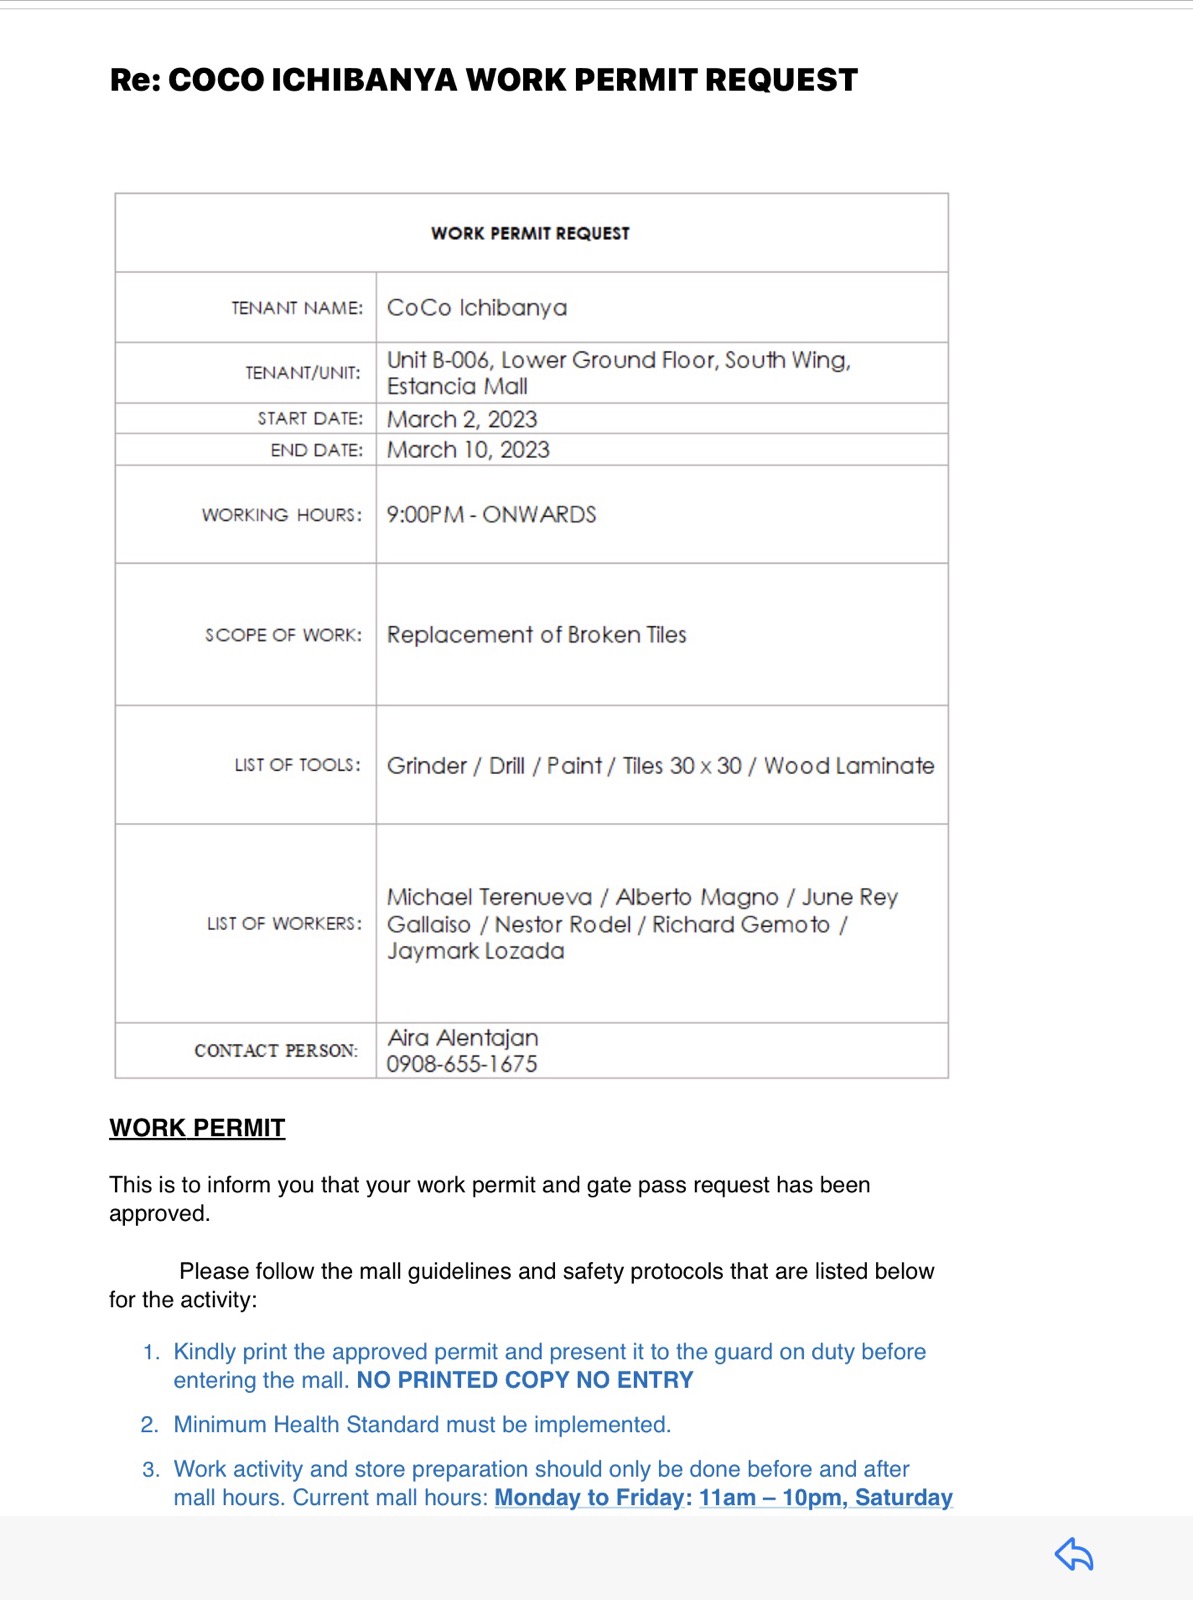 Re: COCO ICHIBANYA WORK PERMIT REQUEST
WORK PERMIT REQUEST
TENANT NAME: CoCo Ichibanya
TENANT/UNIT: Unit B-006, Lower Ground Floor, South Wing,
Estancia Mall
START DATE: March 2, 2023
END DATE: March 10, 2023
WORKING HOURS: 9:00PM - ONWARDS
SCOPE OF WORK: Replacement of Broken Tiles
LIST OF TOOLS: Grinder / Drill / Paint / Tiles 30 x 30 / Wood Laminate
LIST OF WORKERS: Michael Terenueva / Alberto Magno / June Rey
Gallaiso / Nestor Rodel / Richard Gemoto /
Jaymark Lozada
CONTACT PERSON: Aira Alentajan
0908-655-1675
WORK PERMIT
This is to inform you that your work permit and gate pass request has been
approved.
Please follow the mall guidelines and safety protocols that are listed below
for the activity:
1. Kindly print the approved permit and present it to the guard on duty before
entering the mall. NO PRINTED COPY NO ENTRY
2. Minimum Health Standard must be implemented.
3. Work activity and store preparation should only be done before and after
mall hours. Current mall hours: Monday to Friday: 11am – 10pm, Saturday